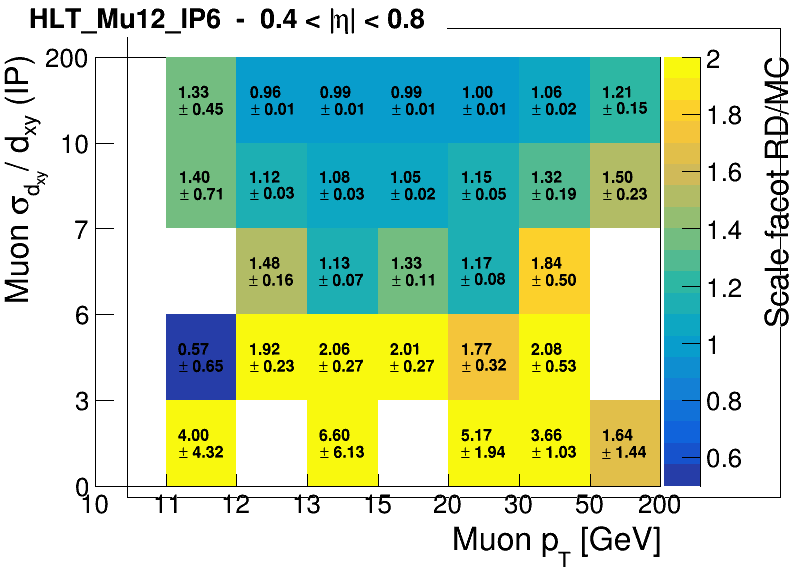 HLT_Mu12_IP6 - 0.4 < |η| < 0.8
200
10
7
6
3
0
Muon σ_{d_{xy}} / d_{xy} (IP)
1.33 0.96 0.99 0.99 1.00 1.06 1.21
± 0.45 ± 0.01 ± 0.01 ± 0.01 ± 0.01 ± 0.02 ± 0.15
1.40 1.12 1.08 1.05 1.15 1.32 1.50
± 0.71 ± 0.03 ± 0.03 ± 0.02 ± 0.05 ± 0.19 ± 0.23
1.48 1.13 1.33 1.17 1.84
± 0.16 ± 0.07 ± 0.11 ± 0.08 ± 0.50
0.57 1.92 2.06 2.01 1.77 2.08
± 0.65 ± 0.23 ± 0.27 ± 0.27 ± 0.32 ± 0.53
4.00 6.60 5.17 3.66 1.64
± 4.32 ± 6.13 ± 1.94 ± 1.03 ± 1.44
10 11 12 13 15 20 30 50 200
Muon p_T [GeV]
2
1.8
1.6
1.4
1.2
1
0.8
0.6
Scale facot RD/MC